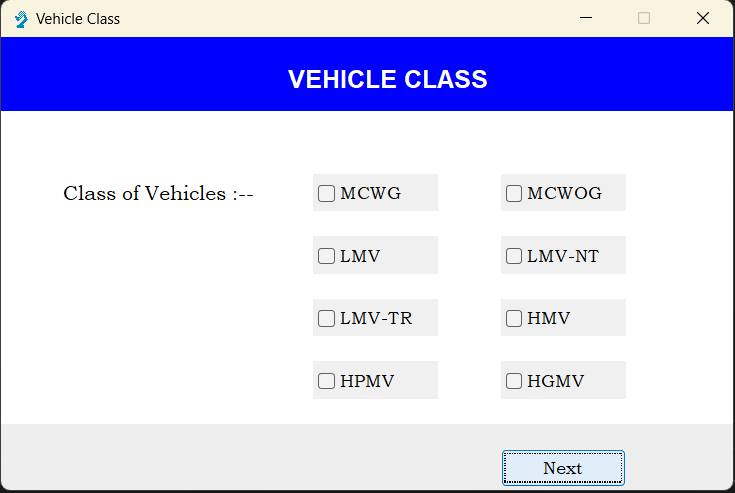 Vehicle Class
VEHICLE CLASS
Class of Vehicles :-- MCWG MCWOG
LMV LMV-NT
LMV-TR HMV
HPMV HGMV
Next